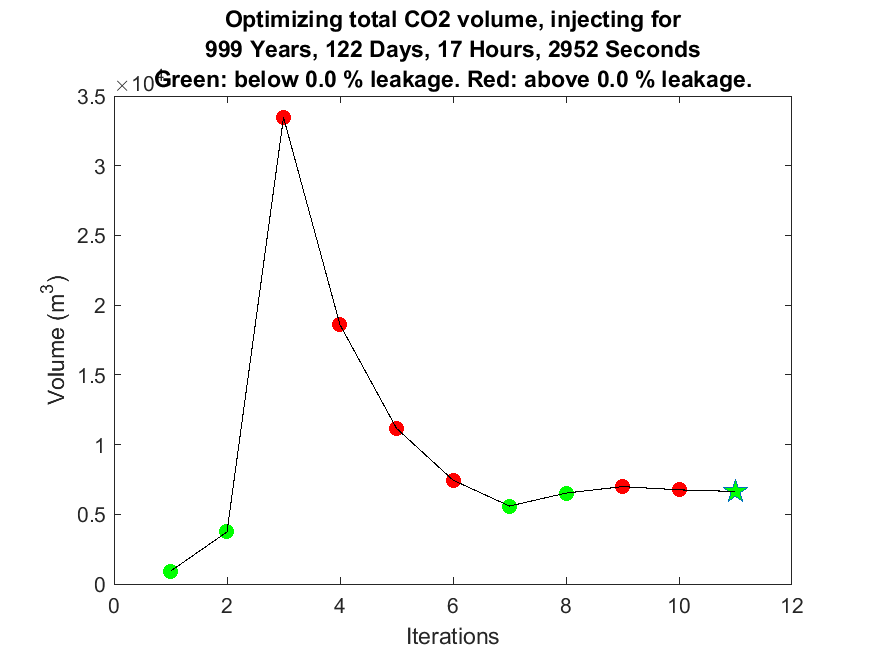 Optimizing total CO2 volume, injecting for
999 Years, 122 Days, 17 Hours, 2952 Seconds
Green: below 0.0 % leakage. Red: above 0.0 % leakage.
×10
3.5
3
2.5
2
1.5
1
0.5
0
Volume (m³)
0 2 4 6 8 10 12
Iterations